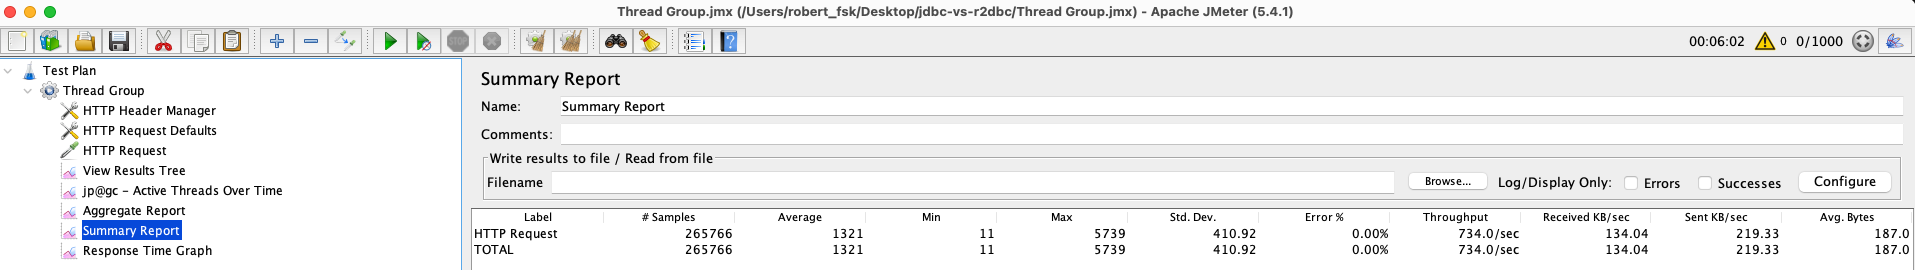 Thread Group.jmx (/Users/robert_fsk/Desktop/jdbc-vs-r2dbc/Thread Group.jmx) - Apache JMeter (5.4.1)
STOP
00:06:02 0 0/1000
Test Plan
Thread Group
HTTP Header Manager
HTTP Request Defaults
HTTP Request
View Results Tree
jp@gc - Active Threads Over Time
Aggregate Report
Summary Report
Response Time Graph
Summary Report
Name: Summary Report
Comments:
Write results to file / Read from file
Filename Browse... Log/Display Only: Errors Successes Configure
Label # Samples Average Min Max Std. Dev. Error % Throughput Received KB/sec Sent KB/sec Avg. Bytes
HTTP Request 265766 1321 11 5739 410.92 0.00% 734.0/sec 134.04 219.33 187.0
TOTAL 265766 1321 11 5739 410.92 0.00% 734.0/sec 134.04 219.33 187.0